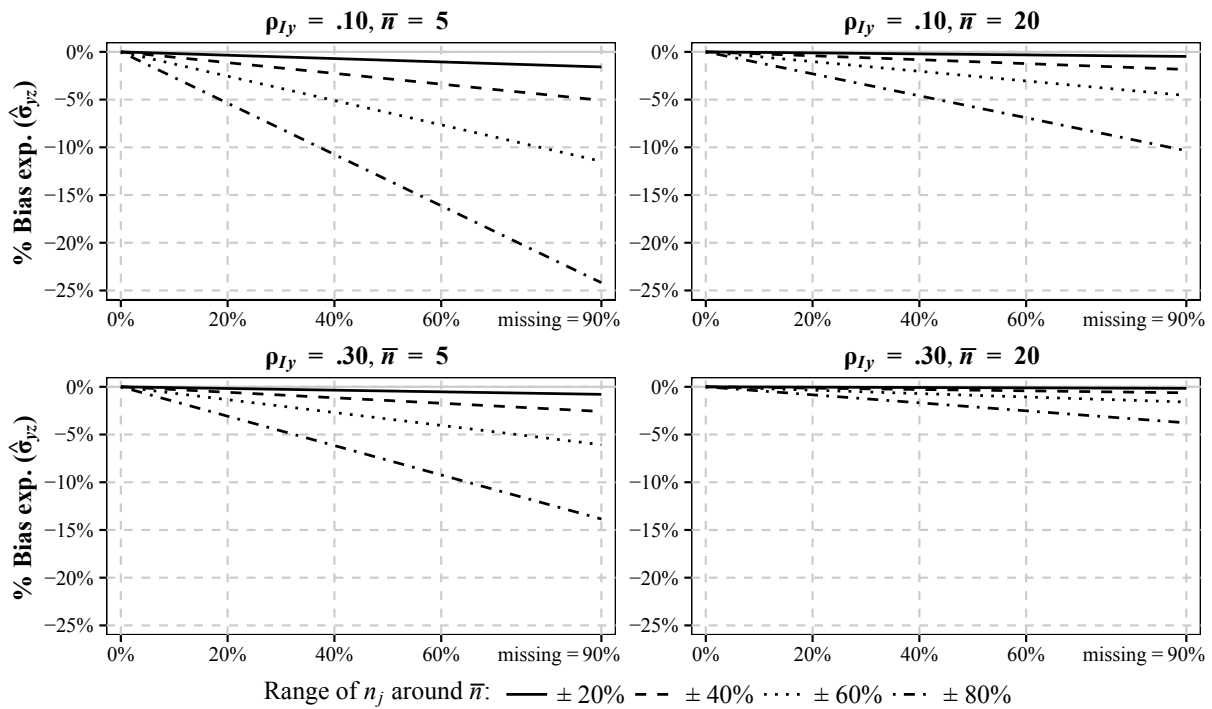 ρIy = .10, n̅ = 5
ρIy = .10, n̅ = 20
% Bias exp. (σ̂yz)
0%
−5%
−10%
−15%
−20%
−25%
0% 20% 40% 60% missing = 90%
0%
−5%
−10%
−15%
−20%
−25%
0% 20% 40% 60% missing = 90%
ρIy = .30, n̅ = 5
ρIy = .30, n̅ = 20
% Bias exp. (σ̂yz)
0%
−5%
−10%
−15%
−20%
−25%
0% 20% 40% 60% missing = 90%
0%
−5%
−10%
−15%
−20%
−25%
0% 20% 40% 60% missing = 90%
Range of nj around n̅: ± 20% ± 40% ± 60% ± 80%